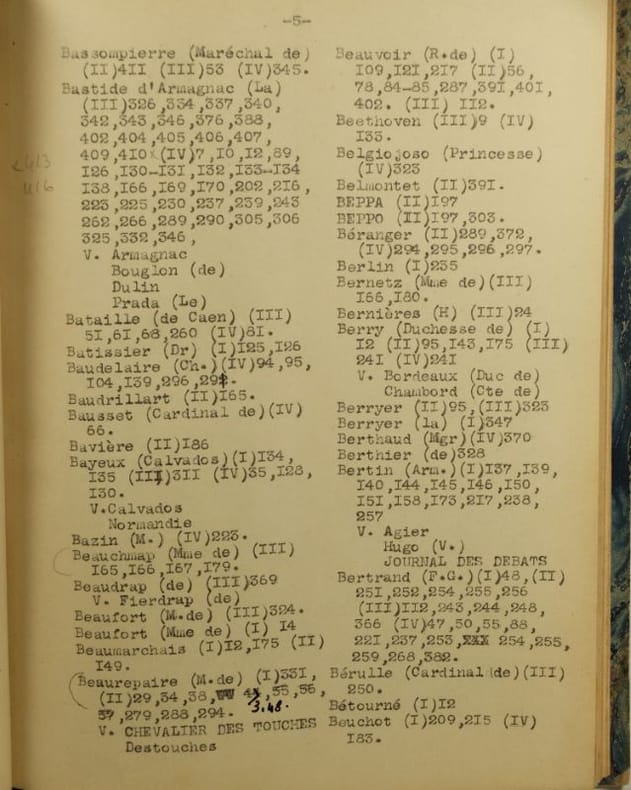 -5-
Bassompierre (Maréchal de)
(II)4II (III)53 (IV)345.
Bastide d'Armagnac (La)
(III)326,334,337,340,
342,343,346,376,388,
402,404,405,406,407,
409,410 (IV)7,I0,I2,89,
I26,I30-I3I,I32,I33-I34
I38,I66,I69,I70,202,2I6,
223,225,230,237,239,243
262,266,289,290,305,306
325,332,346,
V. Armagnac
Bouglon (de)
Dulin
Prada (Le)
Bataille (de Caen) (III)
5I,6I,68,260 (IV)8I.
Batissier (Dr) (I)I25,I26
Baudelaire (Ch.)(IV)94,95,
I04,I39,296,29
Baudrillart (II)I65.
Bausset (Cardinal de)(IV)
66.
Bavière (II)I86
Bayeux (Calvados)(I)I34,
I35 (III)3II (IV)35,I28,
I30.
V.Calvados
Normandie
Bazin (M.) (IV)223.
Beauchmap (Mme de) (III)
I65,I66,I67,I79.
Beaudrap (de) (III)369
V. Fierdrap (de)
Beaufort (M.de) (III)324.
Beaufort (Mme de) (I) I4
Beaumarchais (I)I2,I75 (II)
I49.
Beaurepaire (M.de) (I)33I,
(II)29,34,38, 55,56,
3.48.
37,279,288,294.
V. CHEVALIER DES TOUCHES
Destouches
Beauvoir (R.de) (I)
I09,I2I,2I7 (II)56,
78,84-85,287,39I,40I,
402. (III) II2.
Beethoven (III)9 (IV)
I33.
Belgiojoso (Princesse)
(IV)323
Belmontet (II)39I.
BEPPA (II)I97
BEPPO (II)I97,303.
Béranger (II)289,372,
(IV)294,295,296,297.
Berlin (I)235
Bernetz (Mme de)(III)
I66,I80.
Bernières (H) (III)24
Berry (Duchesse de) (I)
I2 (II)95,I43,I75 (III)
24I (IV)24I
V. Bordeaux (Duc de)
Chambord (Cte de)
Berryer (II)95,(III)323
Berryer (la) (I)347
Berthaud (Mgr)(IV)370
Berthier (de)328
Bertin (Arm.)(I)I37,I39,
I40,I44,I45,I46,I50,
I5I,I58,I73,2I7,238,
257
V. Agier
Hugo (V.)
JOURNAL DES DEBATS
Bertrand (F.G.)(I)48,(II)
25I,252,254,255,256
(III)II2,243,244,248,
366 (IV)47,50,55,88,
22I,237,253,XXX 254,255,
259,268,382.
Bérulle (Cardinal de)(III)
250.
Bétourné (I)I2
Beuchot (I)209,2I5 (IV)
I83.